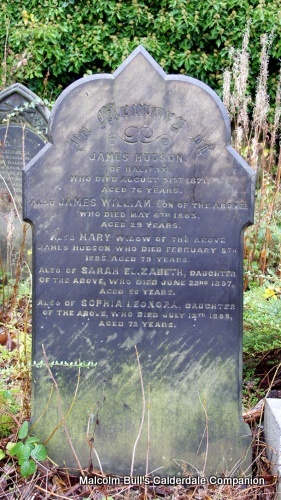 In Memory of
JAMES HUDSON
OF HALIFAX,
WHO DIED AUGUST 31ST 1871,
AGED 76 YEARS.
ALSO JAMES WILLIAM, SON OF THE ABOVE
WHO DIED MAY 6TH 1863,
AGED 29 YEARS.
ALSO MARY WIDOW OF THE ABOVE
JAMES HUDSON WHO DIED FEBRUARY 6TH
1885 AGED 79 YEARS.
ALSO OF SARAH ELIZABETH, DAUGHTER
OF THE ABOVE, WHO DIED JUNE 22ND 1897,
AGED YEARS.
ALSO OF SOPHIA LEONORA, DAUGHTER
OF THE ABOVE, WHO DIED JULY 12TH
AGED 72 YEARS.
Malcolm Bull's Calderdale Companion